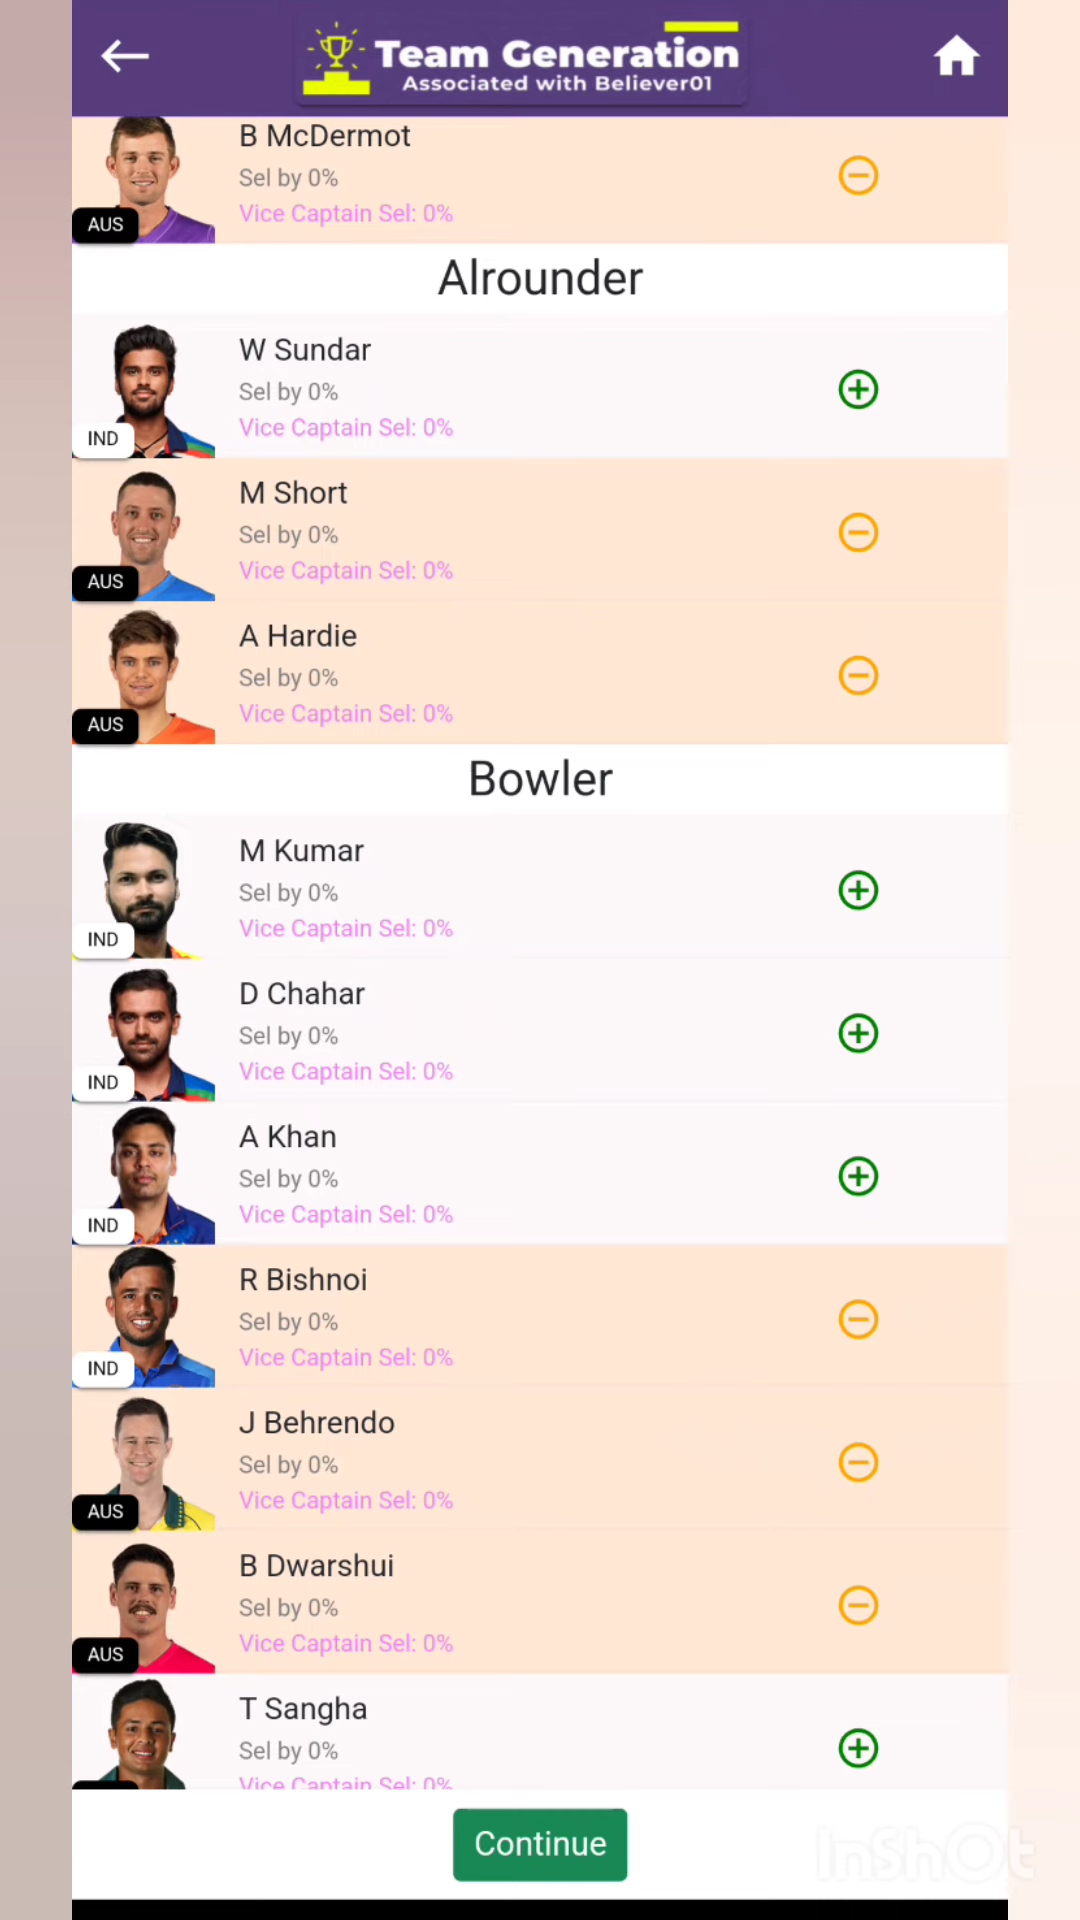 Team Generation
Associated with Believer01
B McDermot
Sel by 0%
Vice Captain Sel: 0%
AUS
Alrounder
W Sundar
Sel by 0%
Vice Captain Sel: 0%
IND
M Short
Sel by 0%
Vice Captain Sel: 0%
AUS
A Hardie
Sel by 0%
Vice Captain Sel: 0%
AUS
Bowler
M Kumar
Sel by 0%
Vice Captain Sel: 0%
IND
D Chahar
Sel by 0%
Vice Captain Sel: 0%
IND
A Khan
Sel by 0%
Vice Captain Sel: 0%
IND
R Bishnoi
Sel by 0%
Vice Captain Sel: 0%
IND
J Behrendo
Sel by 0%
Vice Captain Sel: 0%
AUS
B Dwarshui
Sel by 0%
Vice Captain Sel: 0%
AUS
T Sangha
Sel by 0%
Vice Captain Sel: 0%
Continue
InShOt